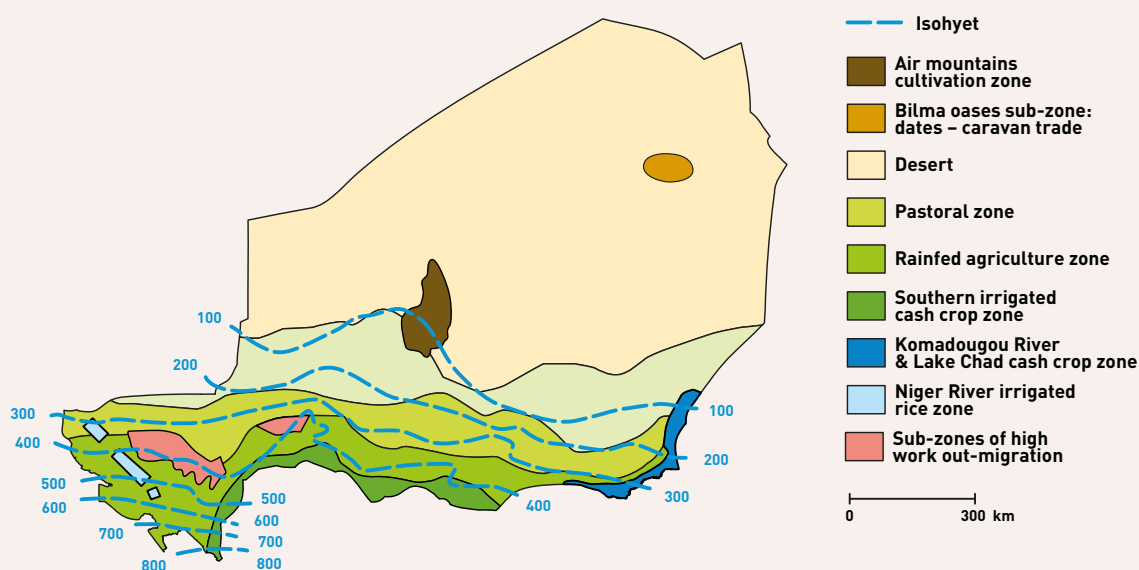 Isohyet
Air mountains
cultivation zone
Bilma oases sub-zone:
dates – caravan trade
Desert
Pastoral zone
Rainfed agriculture zone
Southern irrigated
cash crop zone
Komadougou River
& Lake Chad cash crop zone
Niger River irrigated
rice zone
Sub-zones of high
work out-migration
0 300 km
100
200
300
400
500
600
700
800
100
200
300
400
500
600
700
800